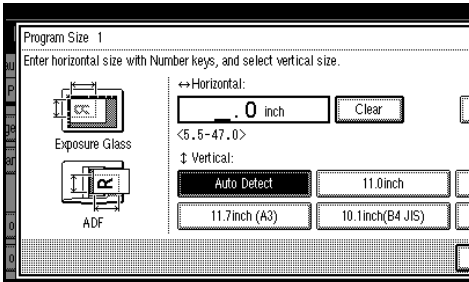 Program Size 1
Enter horizontal size with Number keys, and select vertical size.
↔Horizontal:
_.0 inch
Clear
<5.5-47.0>
Exposure Glass
↕ Vertical:
Auto Detect
11.0inch
R
ADF
11.7inch (A3)
10.1inch(B4 JIS)